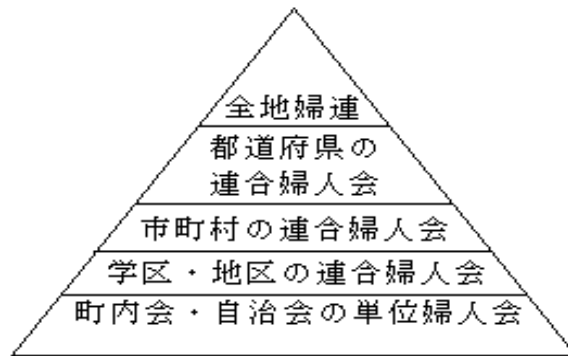 全地婦連
都道府県の
連合婦人会
市町村の連合婦人会
学区・地区の連合婦人会
町内会・自治会の単位婦人会